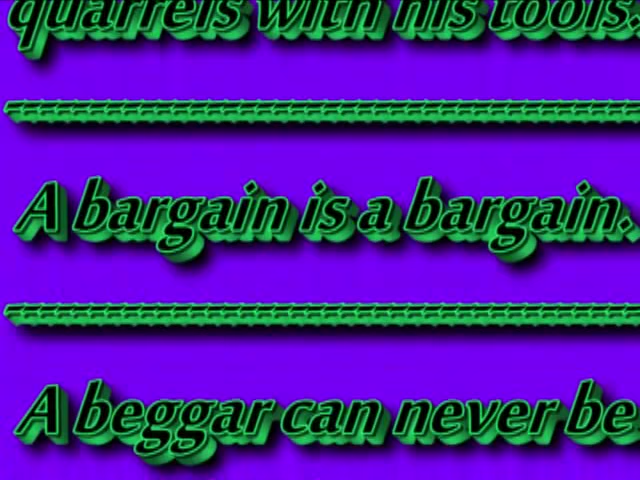 quarrels with his tools.
A bargain is a bargain.
A beggar can never be